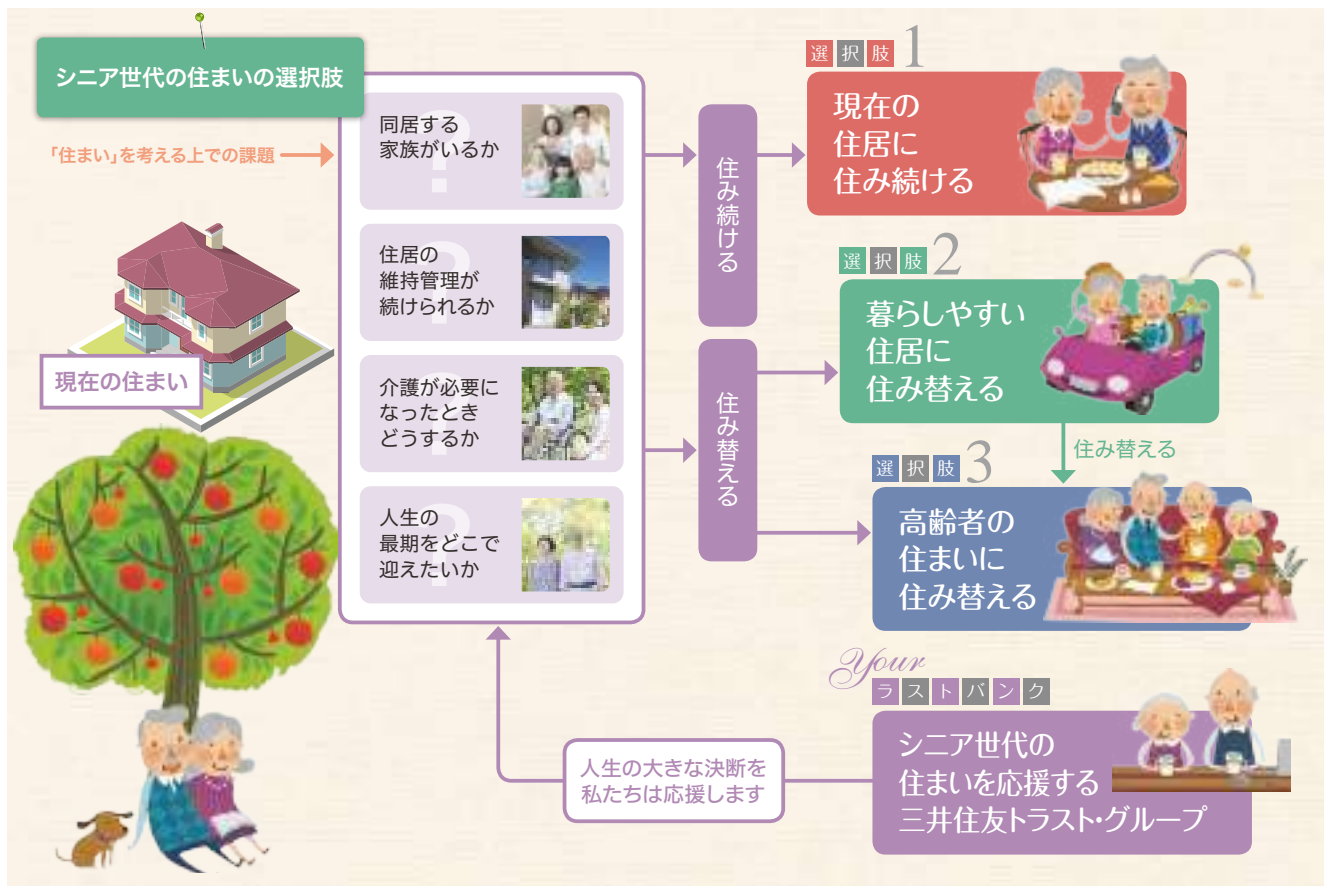 シニア世代の住まいの選択肢
「住まい」を考える上での課題
現在の住まい
同居する
家族がいるか
住居の
維持管理が
続けられるか
介護が必要に
なったとき
どうするか
人生の
最期をどこで
迎えたいか
?
?
?
?
住み続ける
住み替える
選択肢1
現在の
住居に
住み続ける
選択肢2
暮らしやすい
住居に
住み替える
住み替える
選択肢3
高齢者の
住まいに
住み替える
Your
ラストバンク
シニア世代の
住まいを応援する
三井住友トラスト・グループ
人生の大きな決断を
私たちは応援します